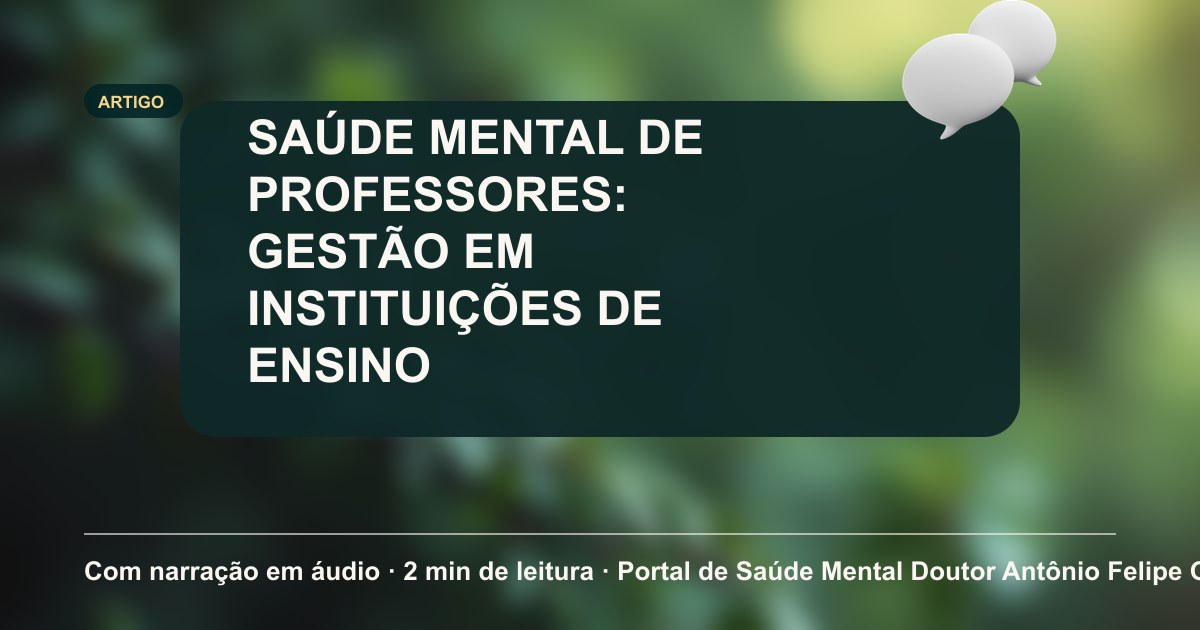 ARTIGO
SAÚDE MENTAL DE
PROFESSORES:
GESTÃO EM
INSTITUIÇÕES DE
ENSINO
Com narração em áudio · 2 min de leitura · Portal de Saúde Mental Doutor Antônio Felipe